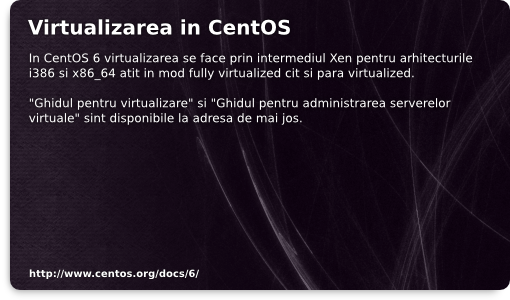 Virtualizarea in CentOS
In CentOS 6 virtualizarea se face prin intermediul Xen pentru arhitecturile
i386 si x86_64 atit in mod fully virtualized cit si para virtualized.
"Ghidul pentru virtualizare" si "Ghidul pentru administrarea serverelor
virtuale" sint disponibile la adresa de mai jos.
http://www.centos.org/docs/6/